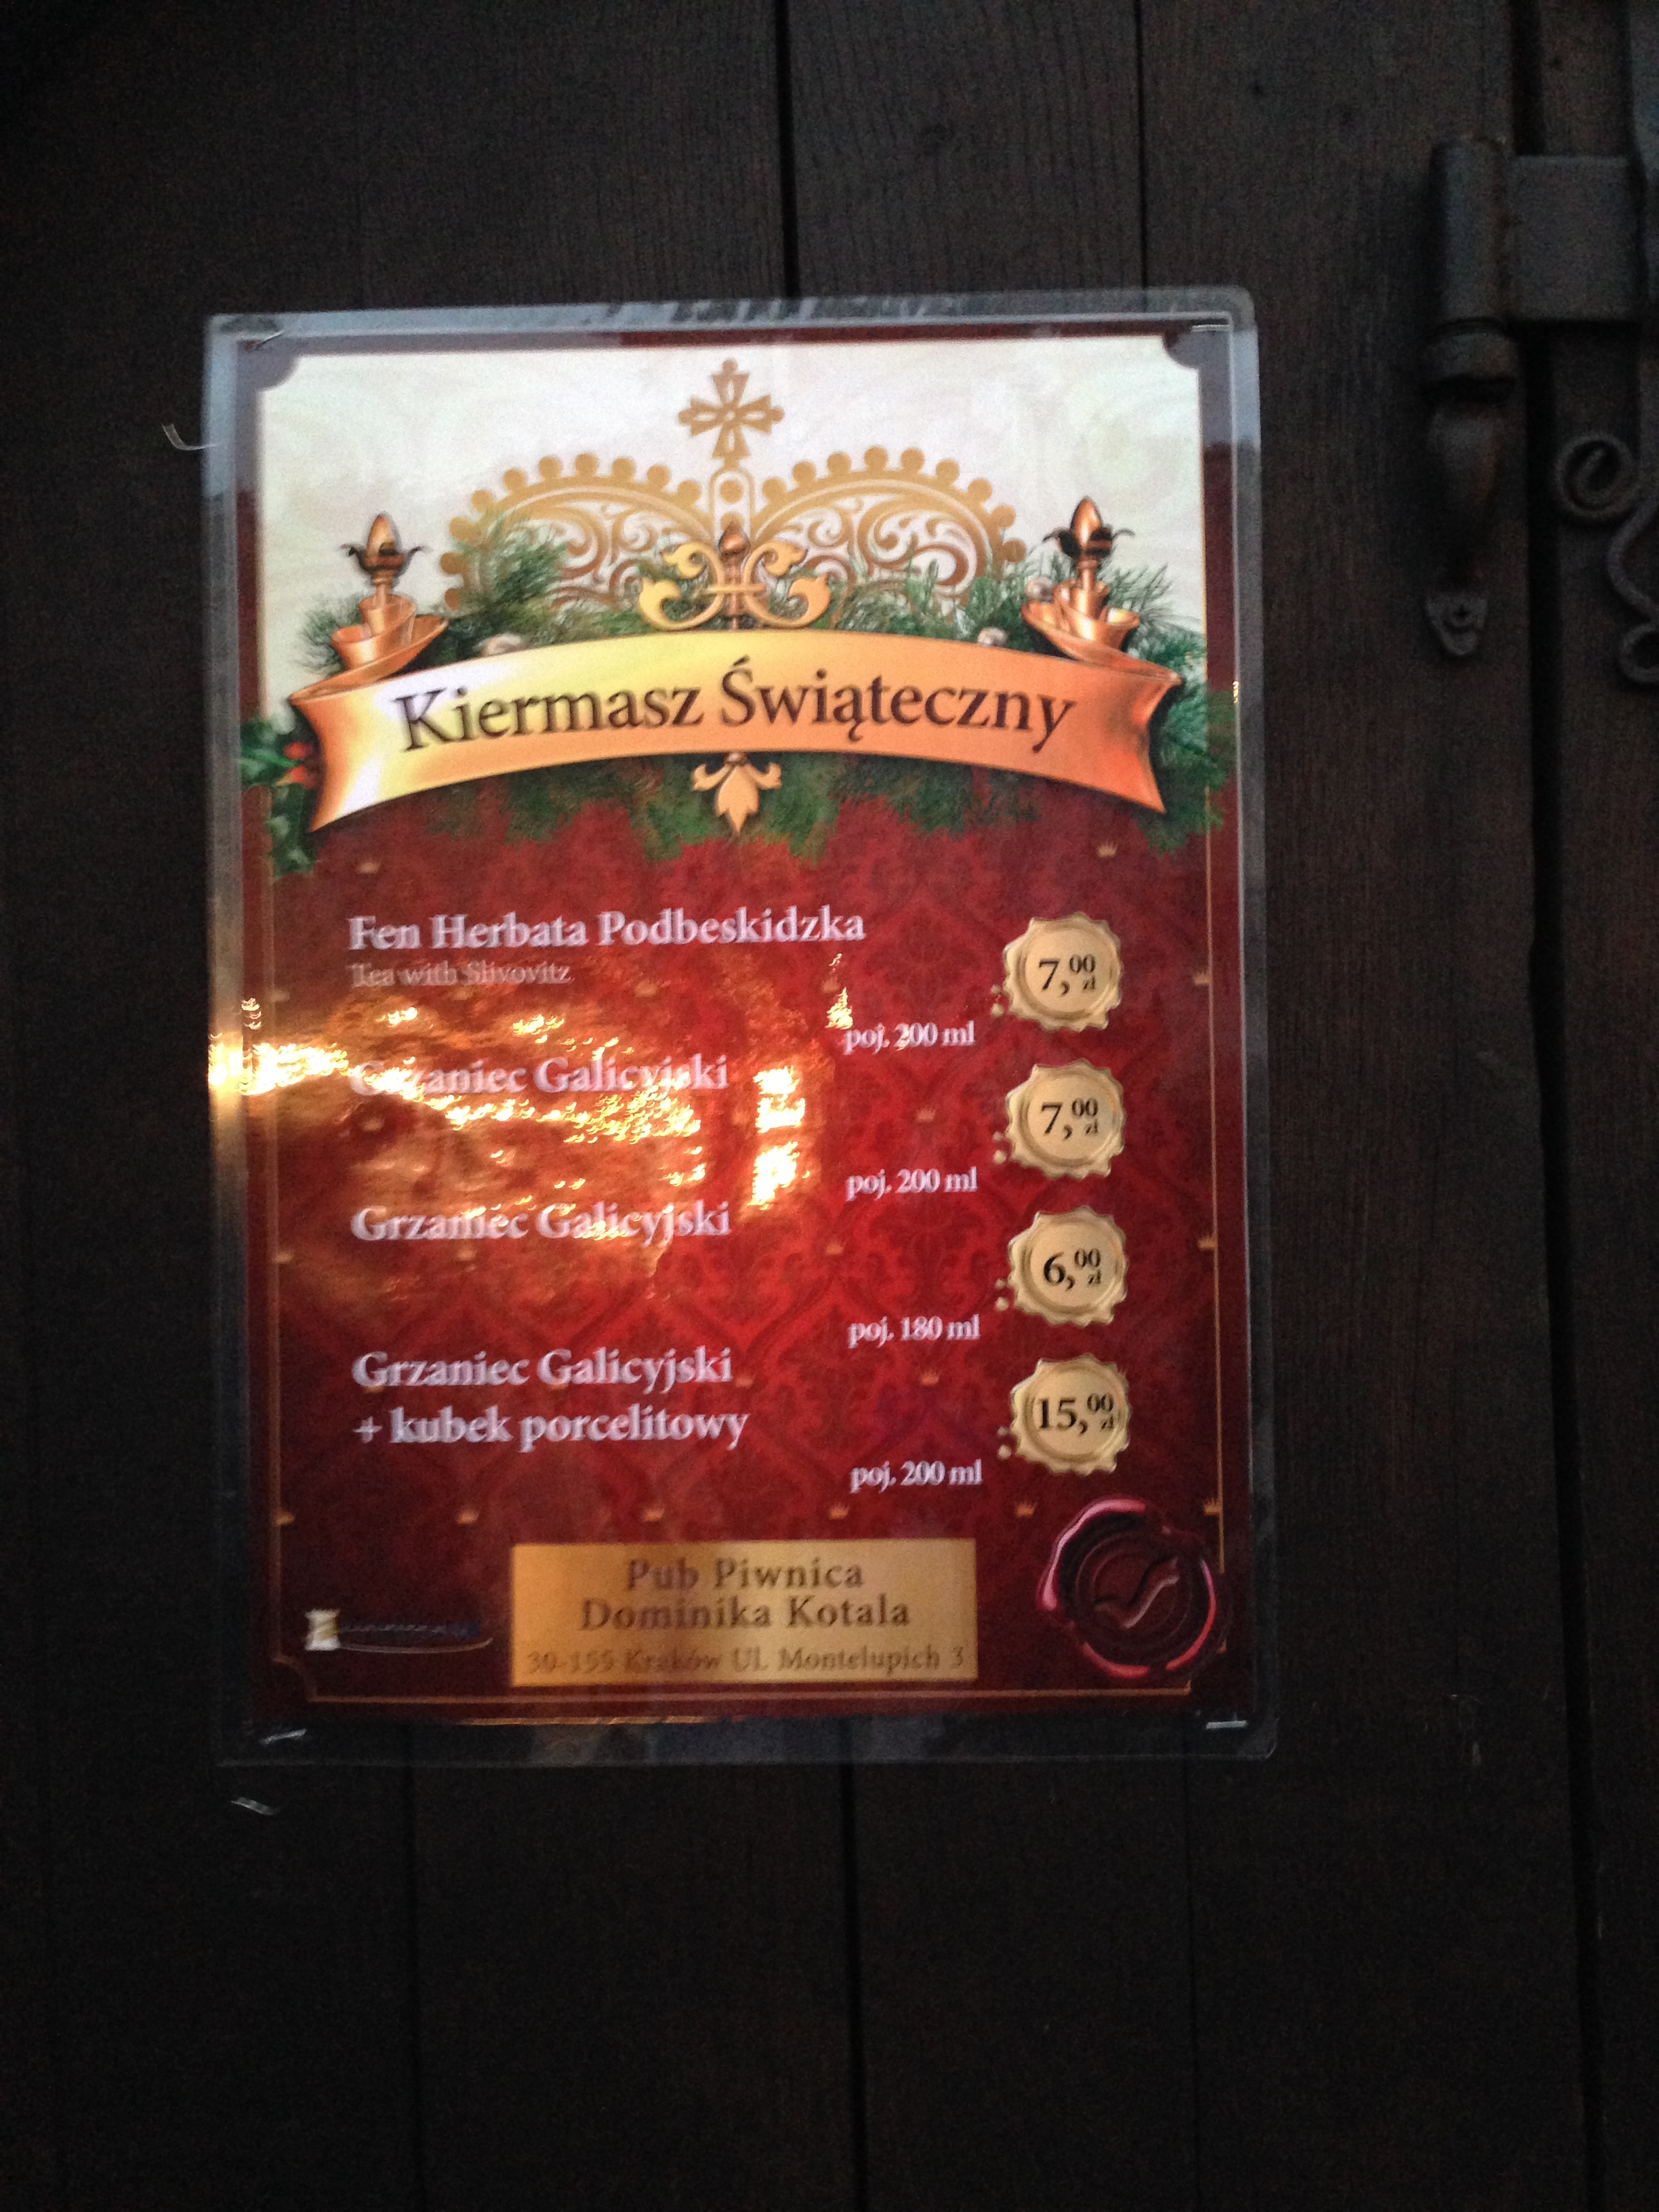 Kiermasz Świąteczny
Fen Herbata Podbeskidzka
Tea with Slivovitz
7,00 zł
poj. 200 ml
Grzaniec Galicyjski
7,00 zł
poj. 200 ml
Grzaniec Galicyjski
6,00 zł
poj. 180 ml
Grzaniec Galicyjski
+ kubek porcelitowy
15,00 zł
poj. 200 ml
Pub Piwnica
Dominika Kotala
30-155 Kraków Ul. Montelupich 3